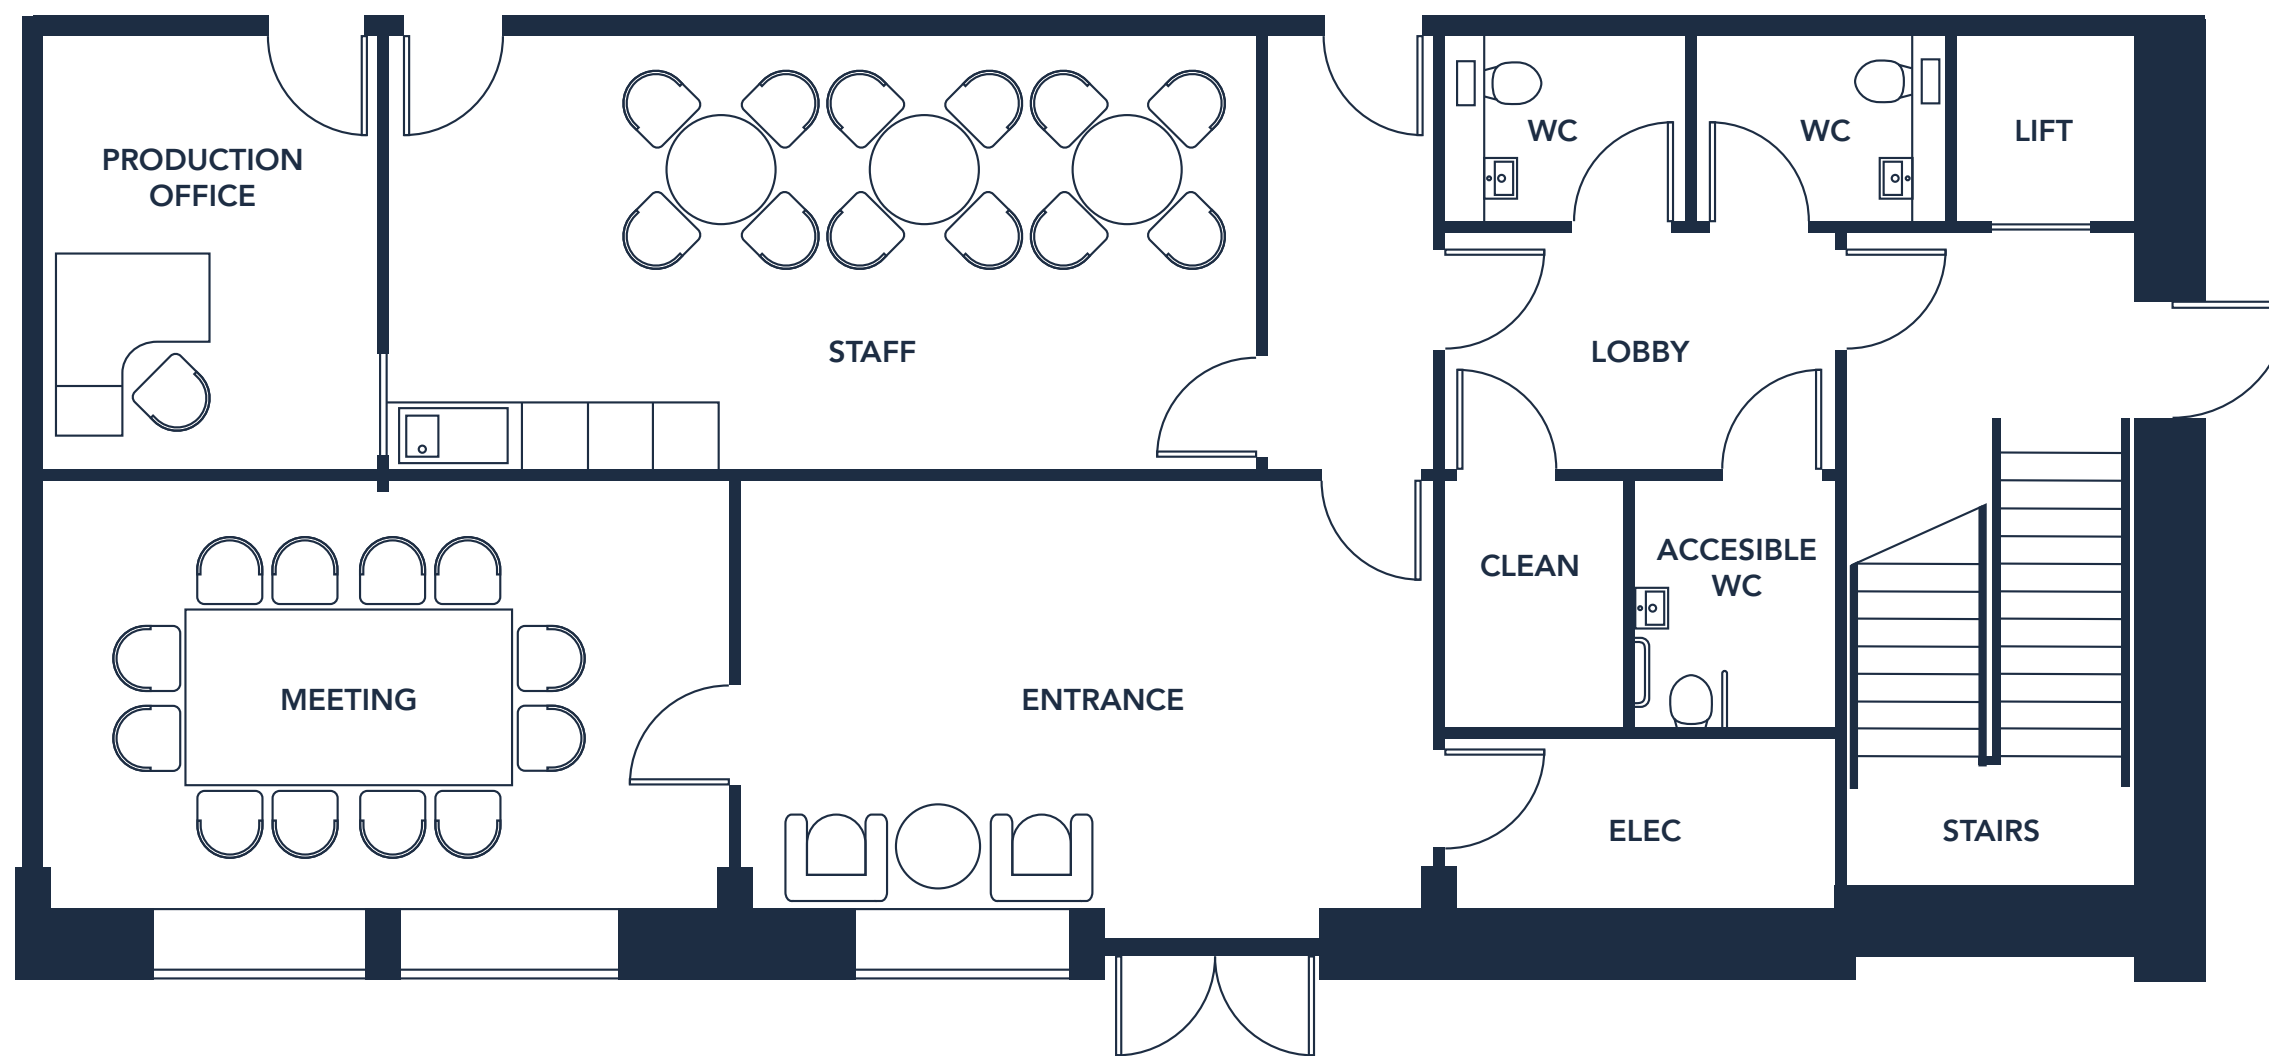 PRODUCTION
OFFICE
STAFF
WC
WC
LIFT
LOBBY
MEETING
ENTRANCE
CLEAN
ACCESIBLE
WC
ELEC
STAIRS